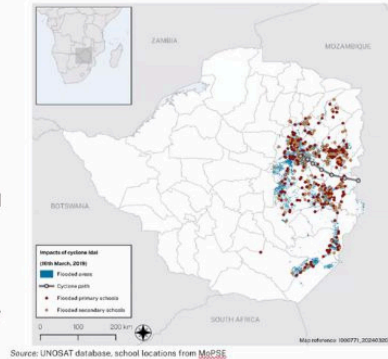 ZAMBIA
MOZAMBIQUE
BOTSWANA
Impacts of cyclone Idai
(16th March, 2019)
Flooded areas
Cyclone path
Flooded primary schools
Flooded secondary schools
0 100 200 km
SOUTH AFRICA
Source: UNOSAT database, school locations from MoPSE